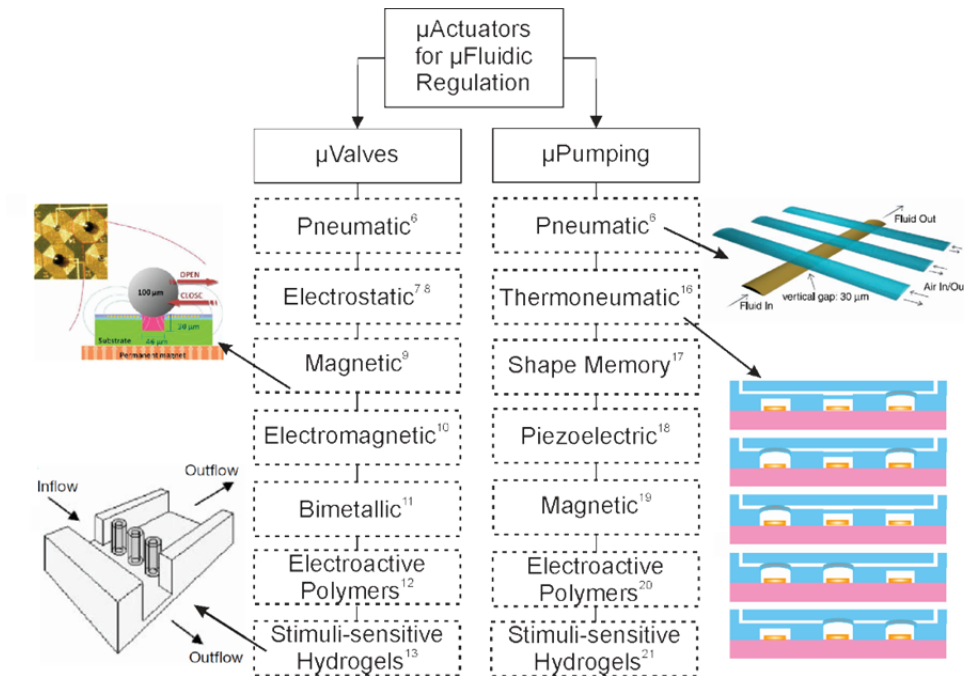 µActuators
for µFluidic
Regulation
µValves
µPumping
Pneumatic⁶
Electrostatic⁷ ⁸
Magnetic⁹
Electromagnetic¹⁰
Bimetallic¹¹
Electroactive
Polymers¹²
Stimuli-sensitive
Hydrogels¹³
Pneumatic⁶
Thermoneumatic¹⁶
Shape Memory¹⁷
Piezoelectric¹⁸
Magnetic¹⁹
Electroactive
Polymers²⁰
Stimuli-sensitive
Hydrogels²¹
OPEN
100 µm
CLOSE
20 µm
46 µm
Substrate
Permanent magnet
Inflow
Outflow
Outflow
Fluid Out
Air In/Ou
vertical gap: 30 µm
Fluid In